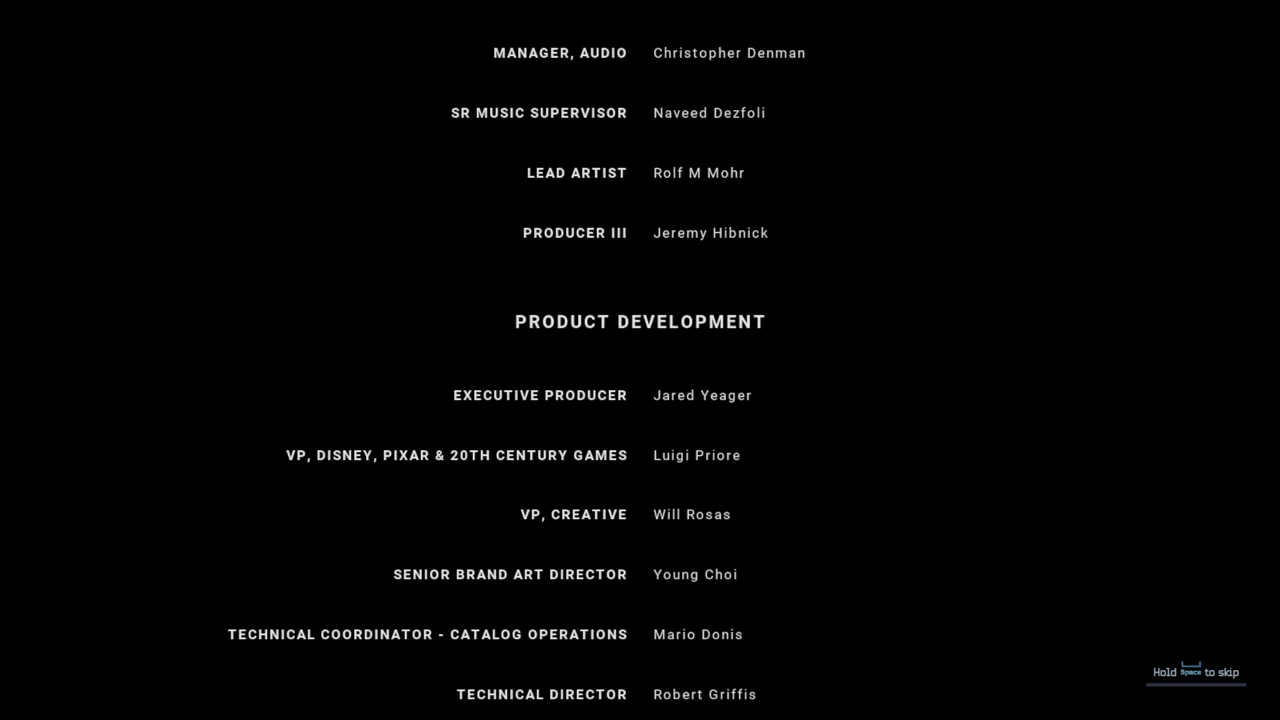 MANAGER, AUDIO Christopher Denman
SR MUSIC SUPERVISOR Naveed Dezfoli
LEAD ARTIST Rolf M Mohr
PRODUCER III Jeremy Hibnick
PRODUCT DEVELOPMENT
EXECUTIVE PRODUCER Jared Yeager
VP, DISNEY, PIXAR & 20TH CENTURY GAMES Luigi Priore
VP, CREATIVE Will Rosas
SENIOR BRAND ART DIRECTOR Young Choi
TECHNICAL COORDINATOR - CATALOG OPERATIONS Mario Donis
Hold Space to skip
TECHNICAL DIRECTOR Robert Griffis